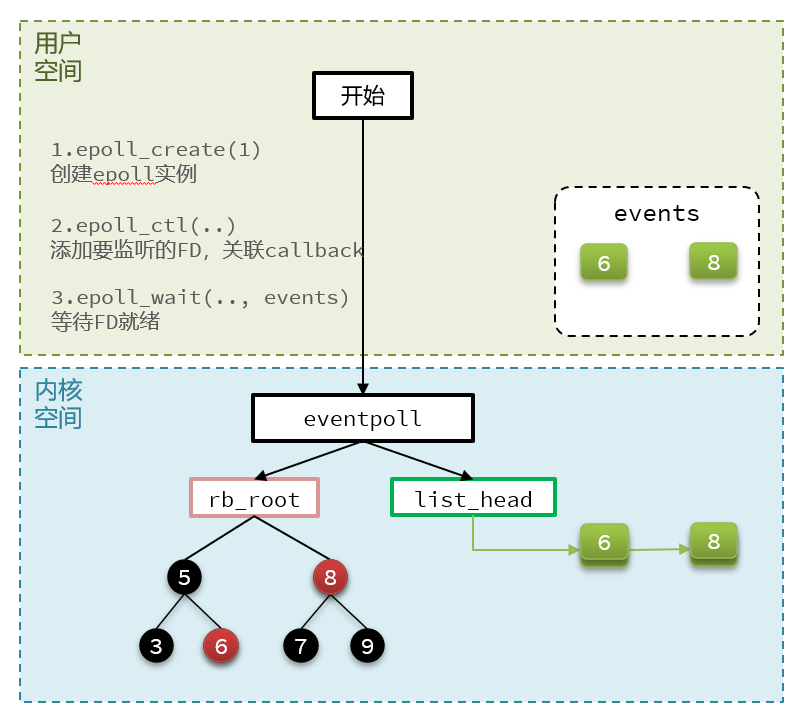 用户
空间
开始
1.epoll_create(1)
创建epoll实例
2.epoll_ctl(..)
添加要监听的FD，关联callback
3.epoll_wait(.., events)
等待FD就绪
events
6
8
内核
空间
eventpoll
rb_root
list_head
6
8
5
8
3
6
7
9